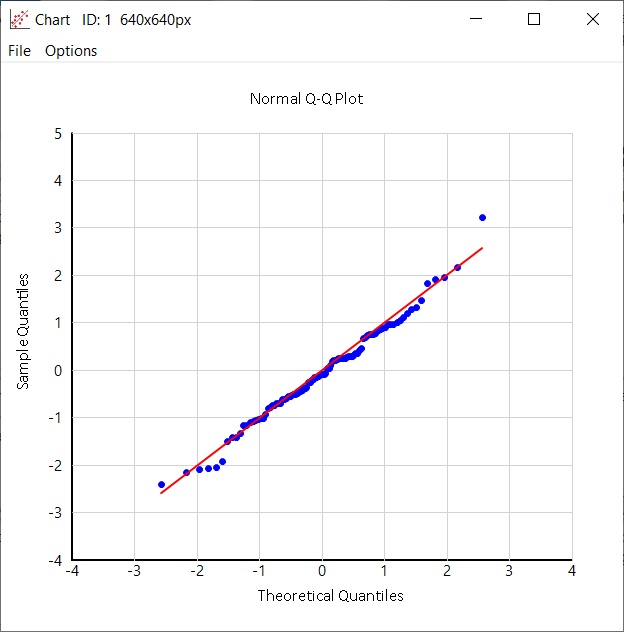 Chart ID: 1 640x640px
File Options
Normal Q-Q Plot
5
4
3
2
1
0
-1
-2
-3
-4
Sample Quantiles
-4 -3 -2 -1 0 1 2 3 4
Theoretical Quantiles